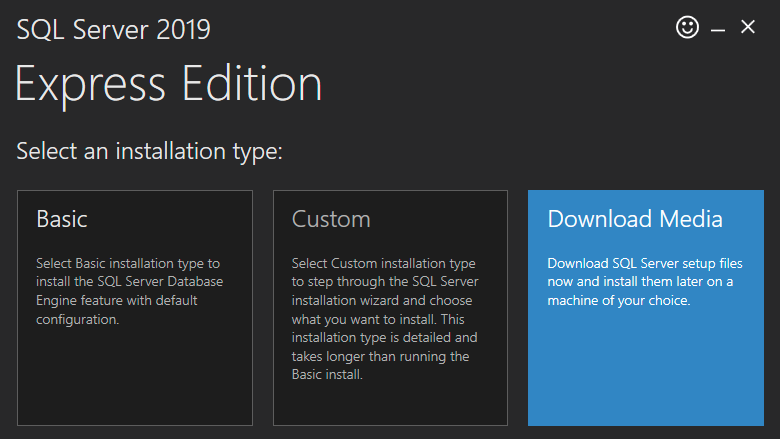 SQL Server 2019
Express Edition
Select an installation type:
Basic
Select Basic installation type to
install the SQL Server Database
Engine feature with default
configuration.
Custom
Select Custom installation type
to step through the SQL Server
installation wizard and choose
what you want to install. This
installation type is detailed and
takes longer than running the
Basic install.
Download Media
Download SQL Server setup files
now and install them later on a
machine of your choice.